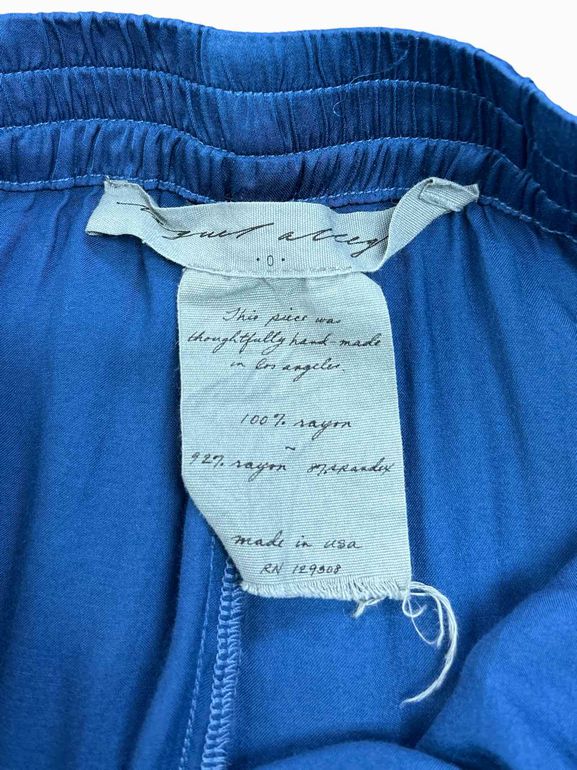 · 0 ·
This piece was
thoughtfully hand made
in los angeles.
100% rayon
~
92% rayon 8% spandex
made in usa
RN 129308